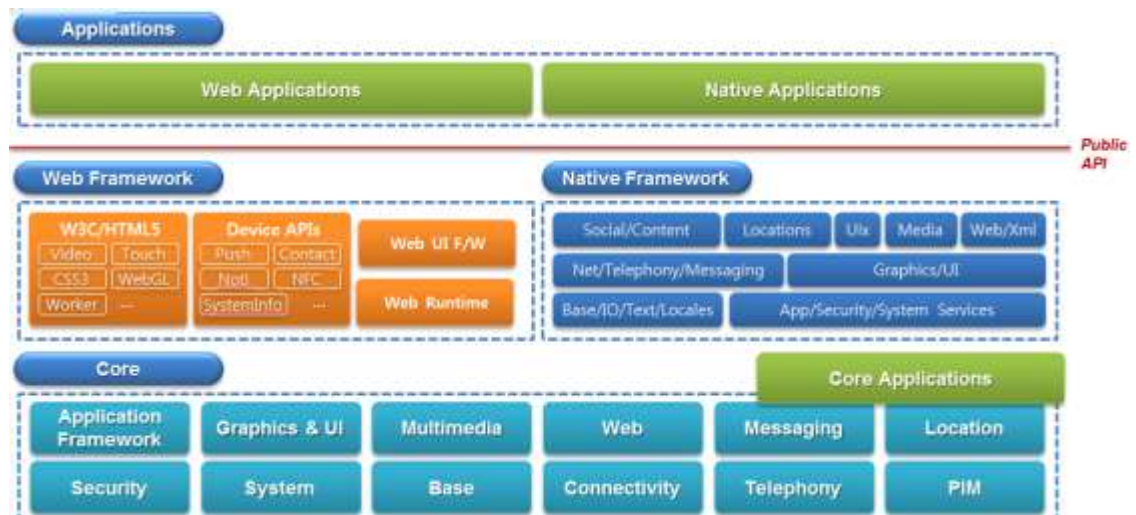 Applications
Web Applications
Native Applications
Public
API
Web Framework
Native Framework
W3C/HTML5
Video Touch
CSS3 WebGL
Worker ...
Device APIs
Push Contact
Noti NFC
SystemInfo ...
Web UI F/W
Web Runtime
Social/Content Locations UIx Media Web/Xml
Net/Telephony/Messaging Graphics/UI
Base/IO/Text/Locales App/Security/System Services
Core
Core Applications
Application
Framework
Graphics & UI
Multimedia
Web
Messaging
Location
Security
System
Base
Connectivity
Telephony
PIM